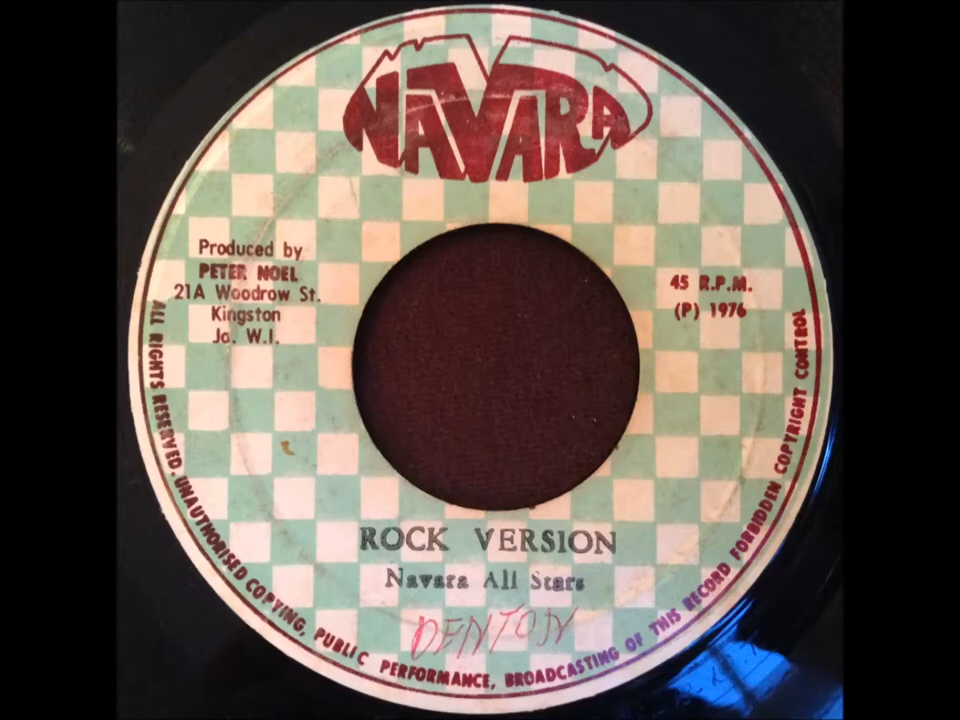 NAVARA
Produced by
PETER NOEL
21A Woodrow St.
Kingston
Ja. W.I.
45 R.P.M.
(P) 1976
ROCK VERSION
Navara All Stars
DENTON
ALL RIGHTS RESERVED. UNAUTHORISED COPYING, PUBLIC PERFORMANCE, BROADCASTING OF THIS RECORD FORBIDDEN COPYRIGHT CONTROL